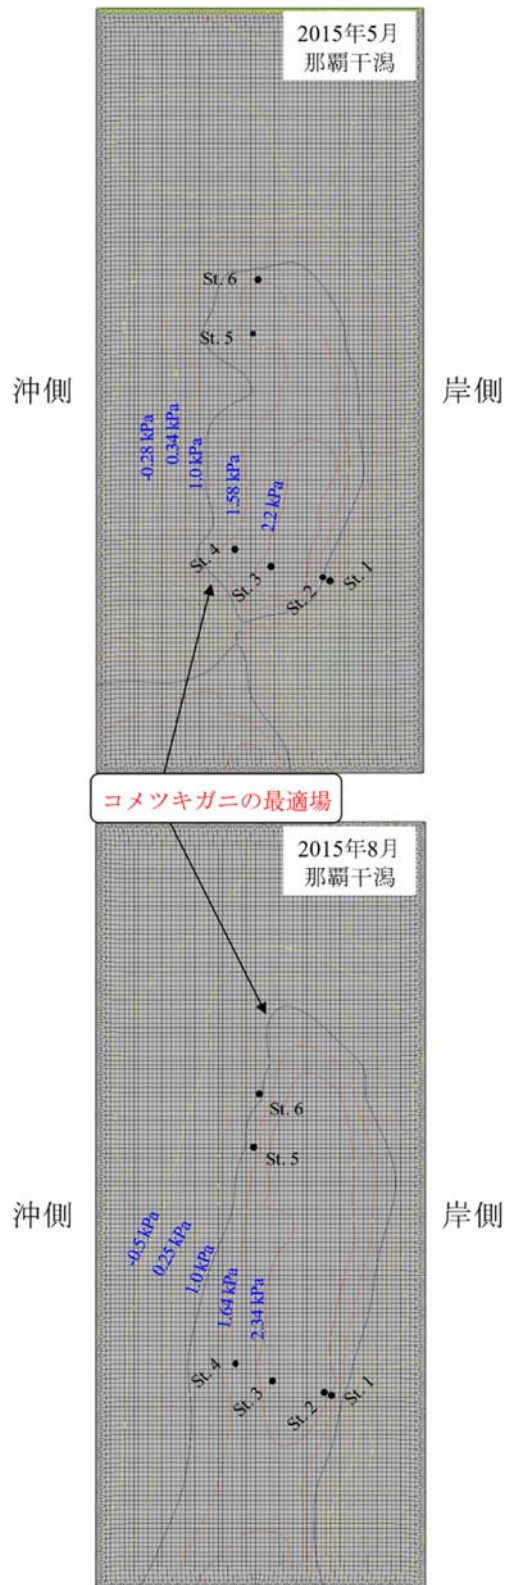 2015年5月
那覇干潟
St. 6
St. 5
沖側
岸側
-0.28 kPa
0.34 kPa
1.0 kPa
1.58 kPa
2.2 kPa
St. 4
St. 3
St. 2
St. 1
コメツキガニの最適場
2015年8月
那覇干潟
St. 6
St. 5
沖側
岸側
-0.5 kPa
0.25 kPa
1.0 kPa
1.64 kPa
2.34 kPa
St. 4
St. 3
St. 2
St. 1